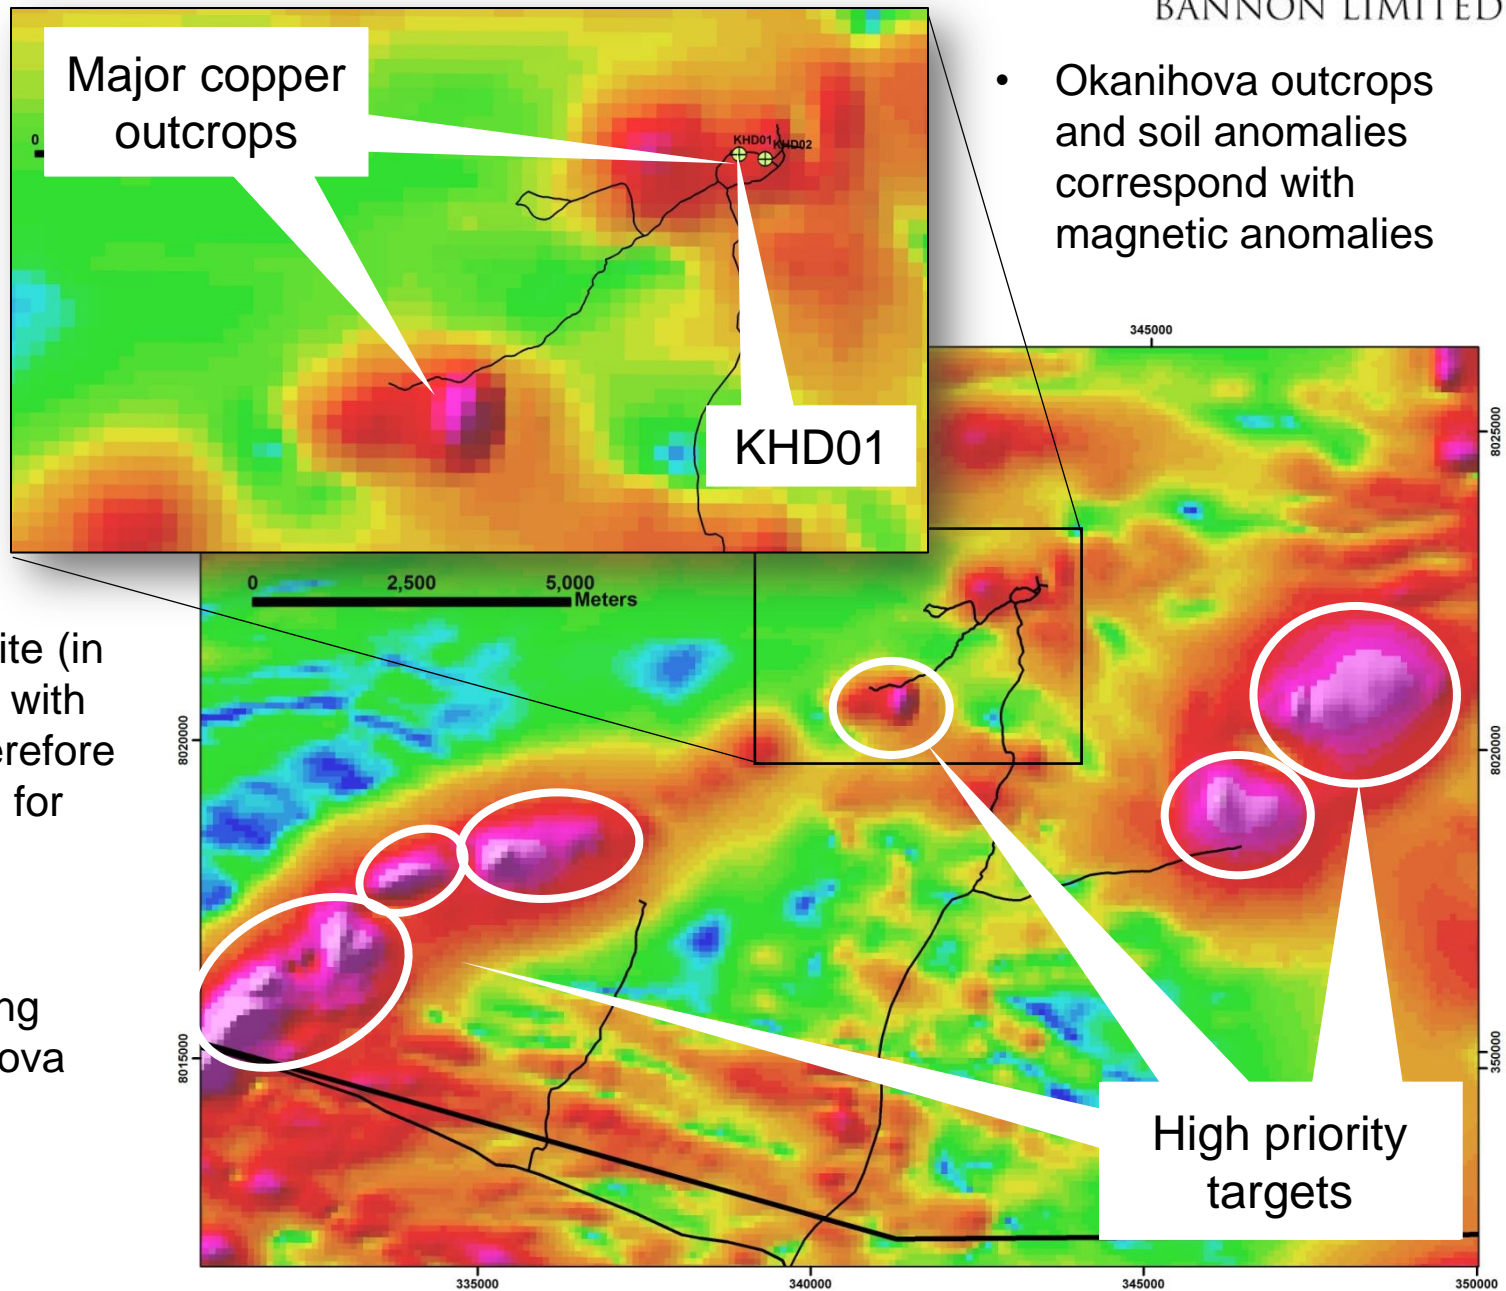 BANNON LIMITED
Major copper
outcrops
0
KHD01
KHD02
KHD01
• Okanihova outcrops
and soil anomalies
correspond with
magnetic anomalies
345000
8025000
0 2,500 5,000
Meters
ite (in
with
erefore
for
ng
ova
8020000
8020000
8015000
350000
High priority
targets
335000
340000
345000
350000